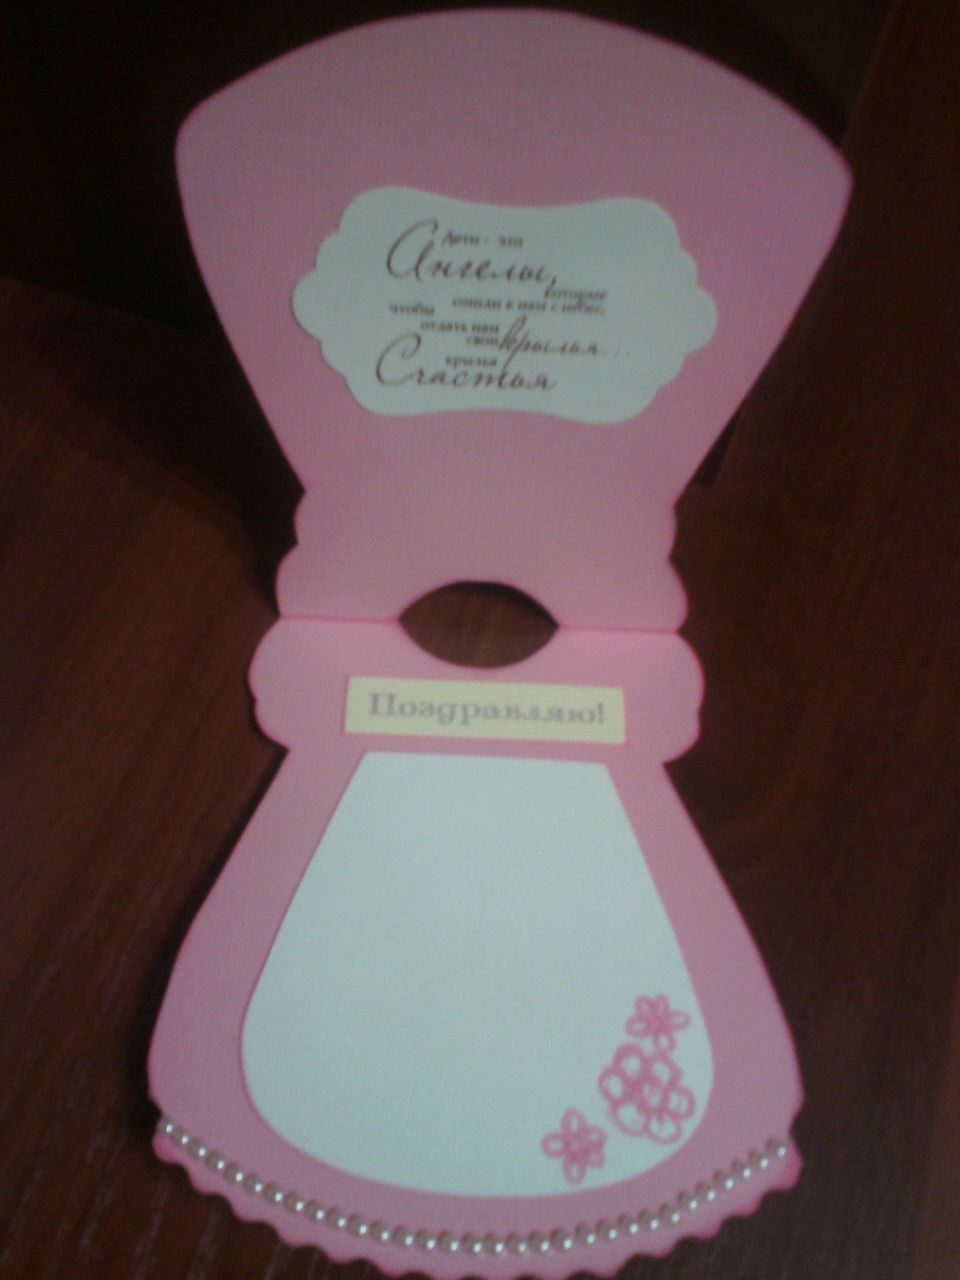 Дети - это
Ангелы,
которые
сошли к нам с небес,
чтобы
отдать нам
свои крылья...
крылья
Счастья
Поздравляю!